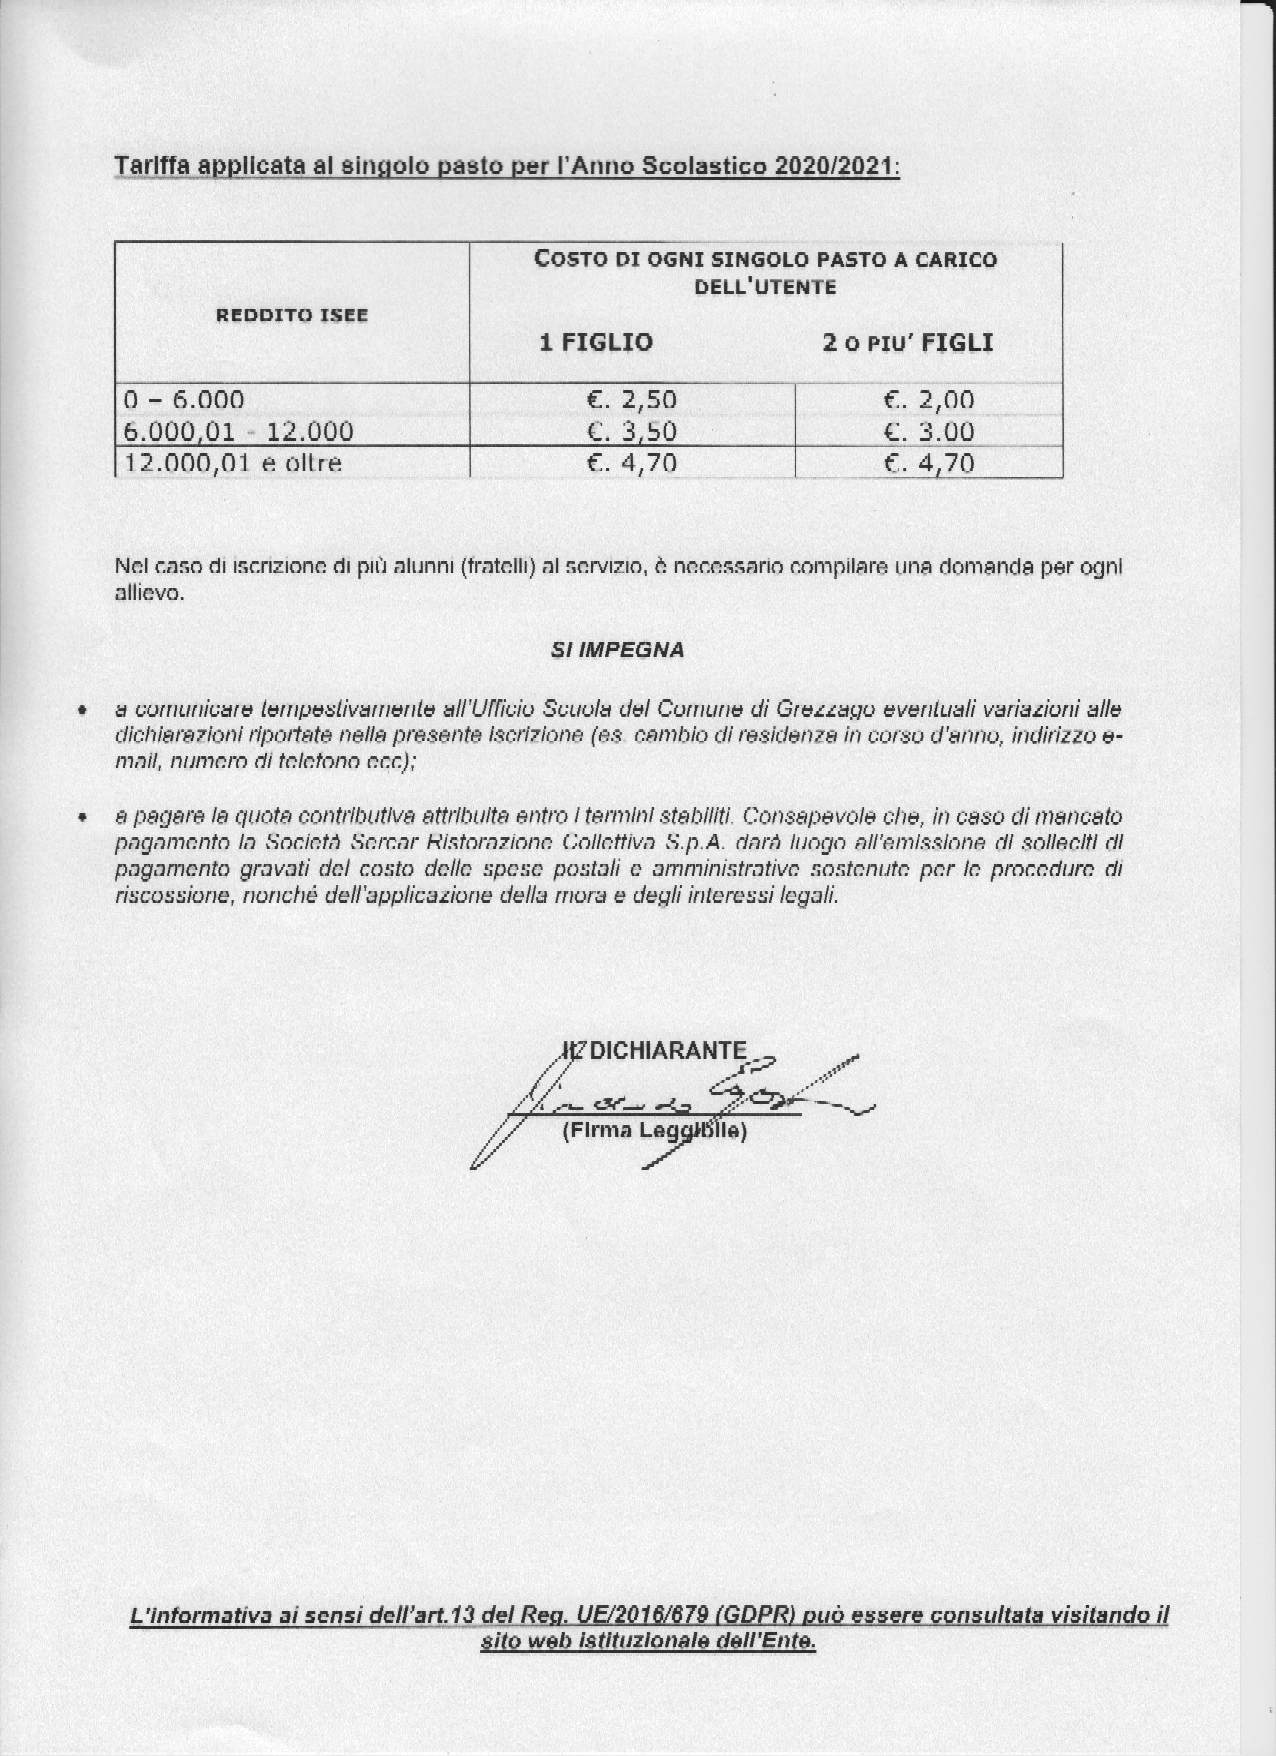 Tariffa applicata al singolo pasto per l'Anno Scolastico 2020/2021:
COSTO DI OGNI SINGOLO PASTO A CARICO
DELL'UTENTE
REDDITO ISEE
1 FIGLIO 2 O PIU' FIGLI
0 – 6.000 €. 2,50 €. 2,00
6.000,01 - 12.000 €. 3,50 €. 3.00
12.000,01 e oltre €. 4,70 €. 4,70
Nel caso di iscrizione di più alunni (fratelli) al servizio, è necessario compilare una domanda per ogni
allievo.
SI IMPEGNA
• a comunicare tempestivamente all'Ufficio Scuola del Comune di Grezzago eventuali variazioni alle
dichiarazioni riportate nella presente iscrizione (es. cambio di residenza in corso d'anno, indirizzo e-
mail, numero di telefono ecc);
• a pagare la quota contributiva attribuita entro i termini stabiliti. Consapevole che, in caso di mancato
pagamento la Società Sercar Ristorazione Collettiva S.p.A. darà luogo all'emissione di solleciti di
pagamento gravati del costo delle spese postali e amministrative sostenute per le procedure di
riscossione, nonché dell'applicazione della mora e degli interessi legali.
IL DICHIARANTE
(Firma Leggibile)
L'informativa ai sensi dell'art.13 del Reg. UE/2016/679 (GDPR) può essere consultata visitando il
sito web istituzionale dell'Ente.